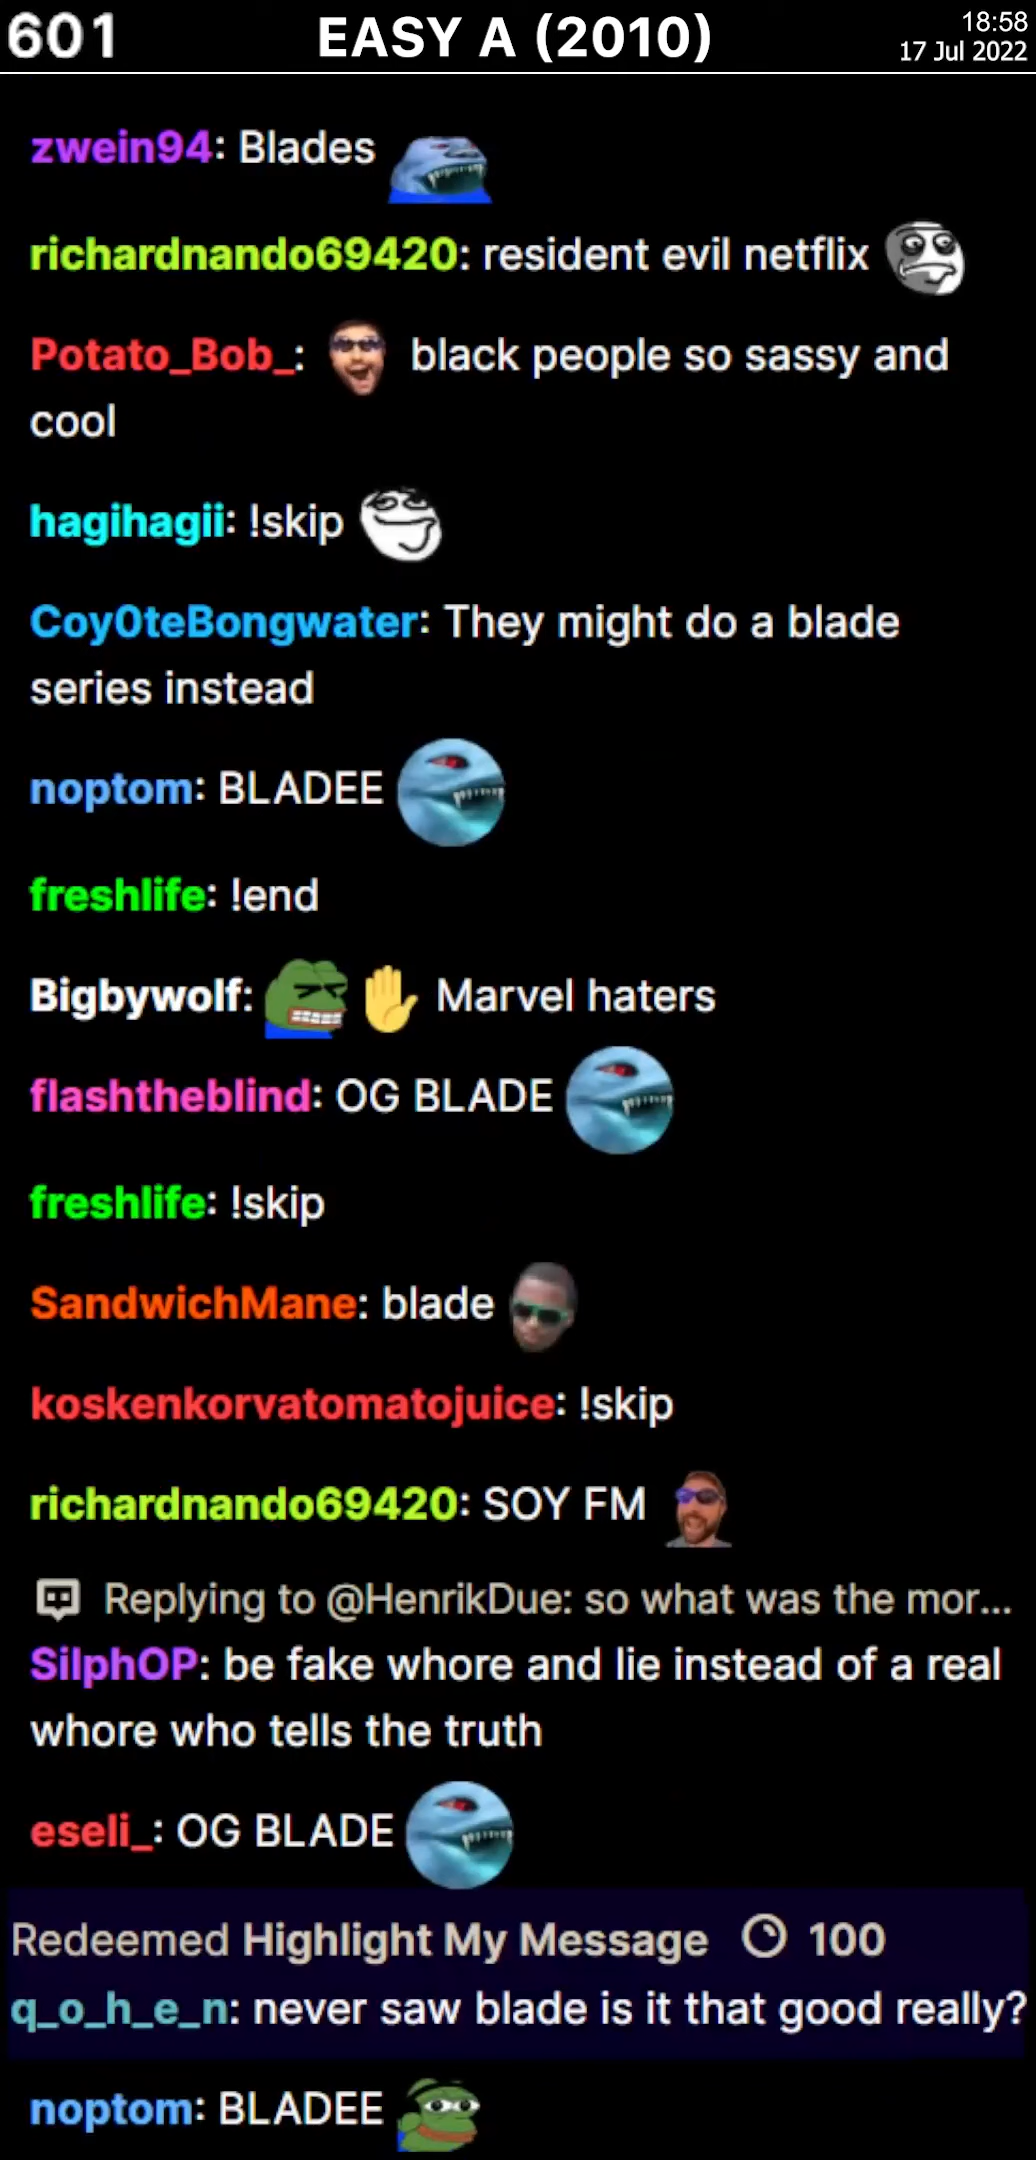 601
EASY A (2010)
18:58
17 Jul 2022
zwein94: Blades
richardnando69420: resident evil netflix
Potato_Bob_: black people so sassy and
cool
hagihagii: !skip
Coy0teBongwater: They might do a blade
series instead
noptom: BLADEE
freshlife: !end
Bigbywolf: Marvel haters
flashtheblind: OG BLADE
freshlife: !skip
SandwichMane: blade
koskenkorvatomatojuice: !skip
richardnando69420: SOY FM
Replying to @HenrikDue: so what was the mor...
SilphOP: be fake whore and lie instead of a real
whore who tells the truth
eseli_: OG BLADE
Redeemed Highlight My Message 100
q_o_h_e_n: never saw blade is it that good really?
noptom: BLADEE